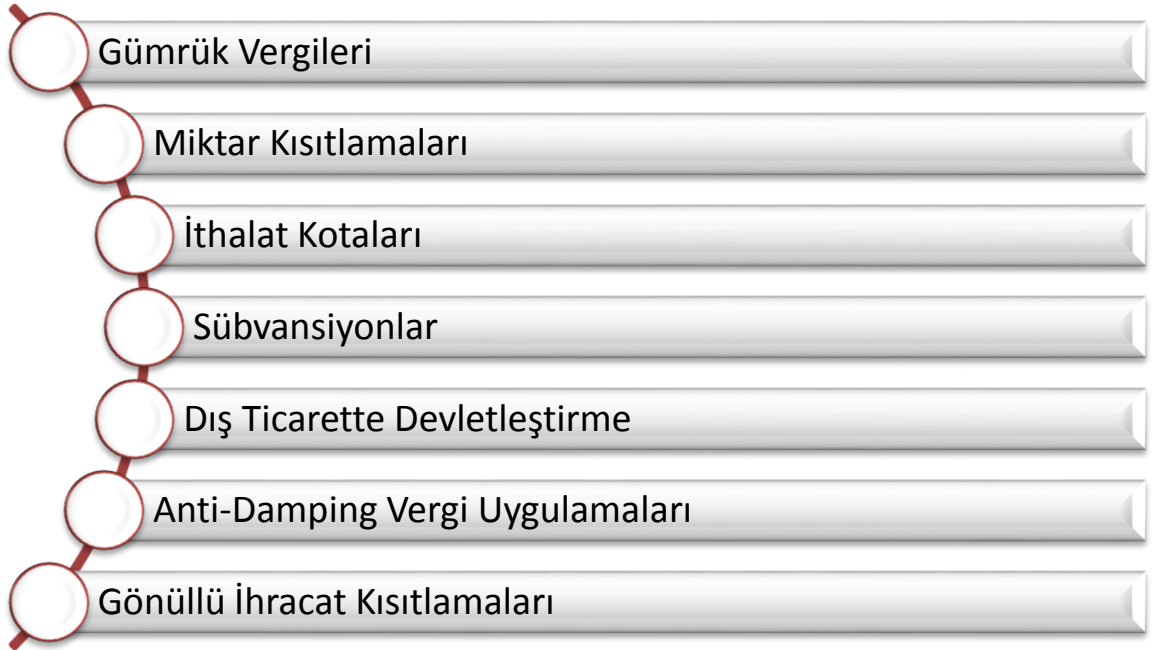 Gümrük Vergileri
Miktar Kısıtlamaları
İthalat Kotaları
Sübvansiyonlar
Dış Ticarette Devletleştirme
Anti-Damping Vergi Uygulamaları
Gönüllü İhracat Kısıtlamaları